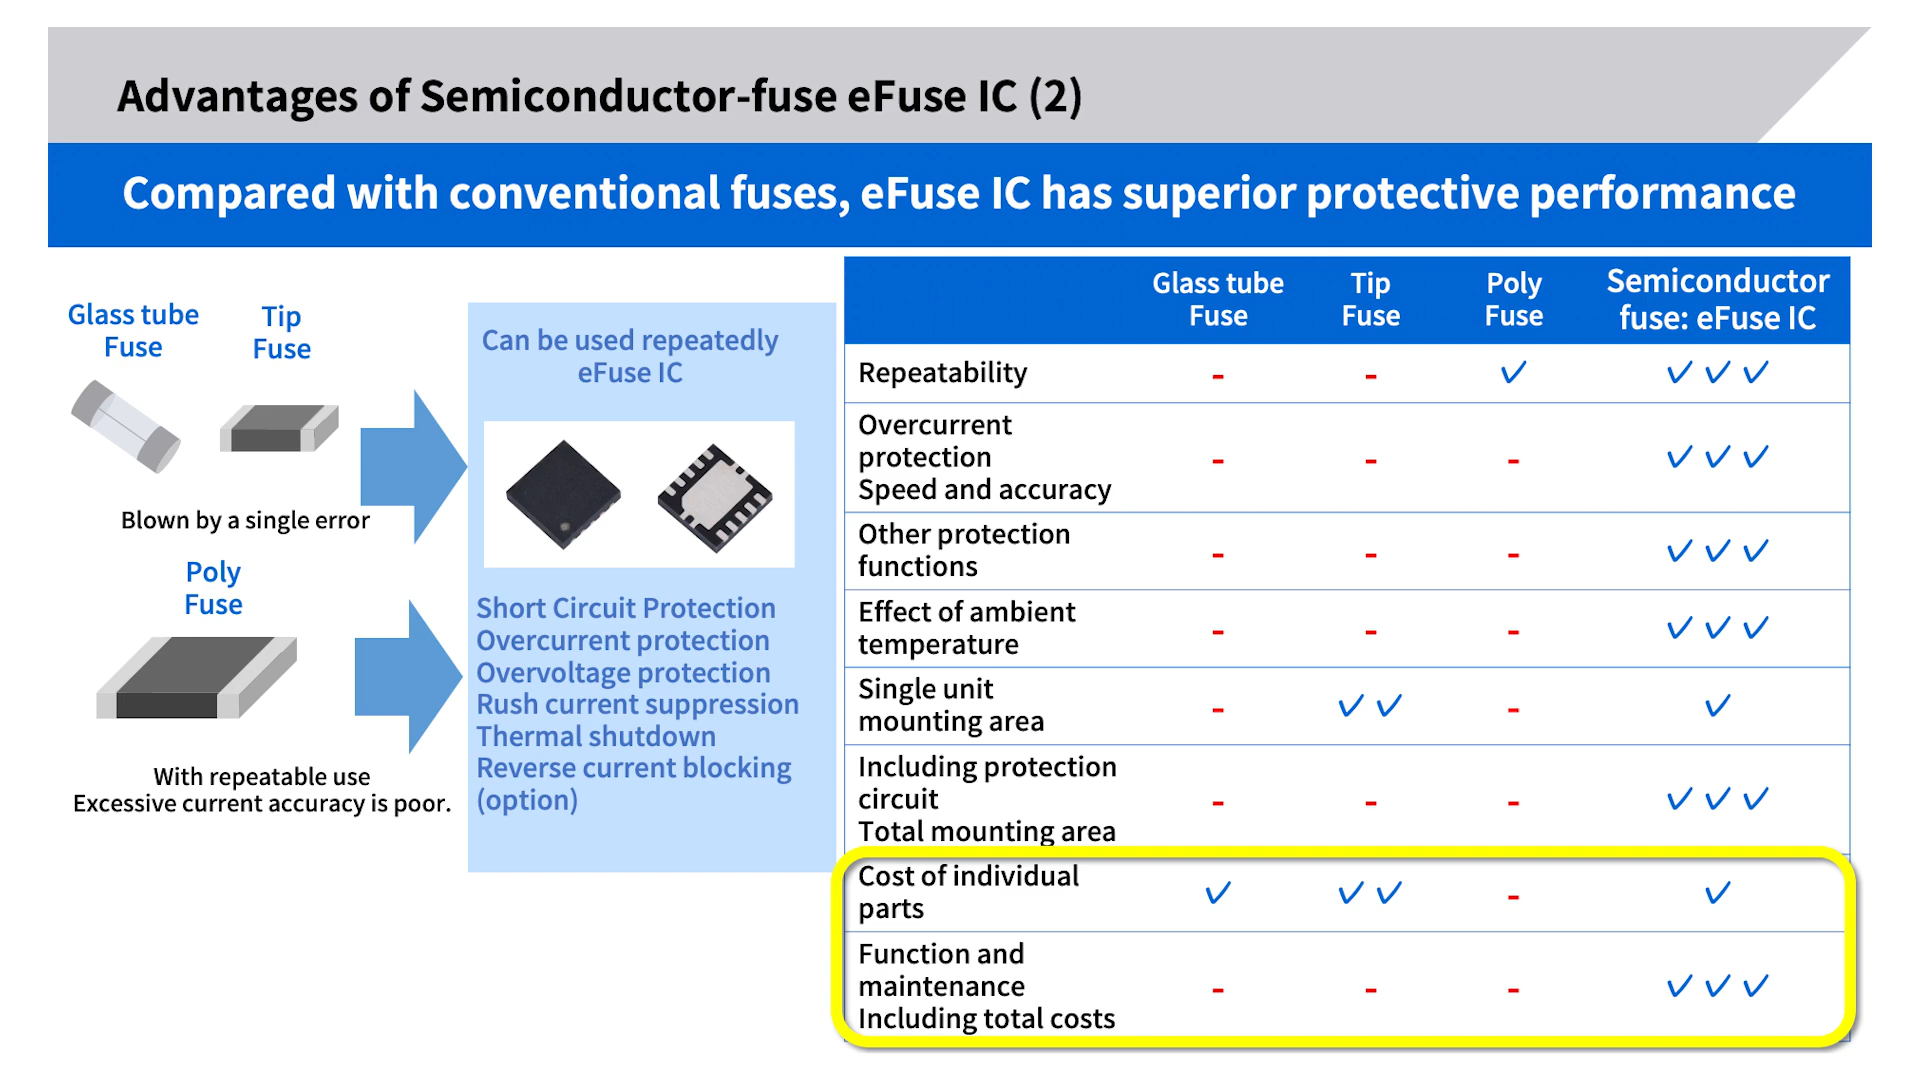 Advantages of Semiconductor-fuse eFuse IC (2)
Compared with conventional fuses, eFuse IC has superior protective performance
Glass tube
Fuse
Tip
Fuse
Blown by a single error
Poly
Fuse
With repeatable use
Excessive current accuracy is poor.
Can be used repeatedly
eFuse IC
Short Circuit Protection
Overcurrent protection
Overvoltage protection
Rush current suppression
Thermal shutdown
Reverse current blocking
(option)
Glass tube
Fuse
Tip
Fuse
Poly
Fuse
Semiconductor
fuse: eFuse IC
Repeatability
- - ✓ ✓ ✓ ✓
Overcurrent
protection
Speed and accuracy
- - - ✓ ✓ ✓
Other protection
functions
- - - ✓ ✓ ✓
Effect of ambient
temperature
- - - ✓ ✓ ✓
Single unit
mounting area
- ✓ ✓ - ✓
Including protection
circuit
Total mounting area
- - - ✓ ✓ ✓
Cost of individual
parts
✓ ✓ ✓ - ✓
Function and
maintenance
Including total costs
- - - ✓ ✓ ✓